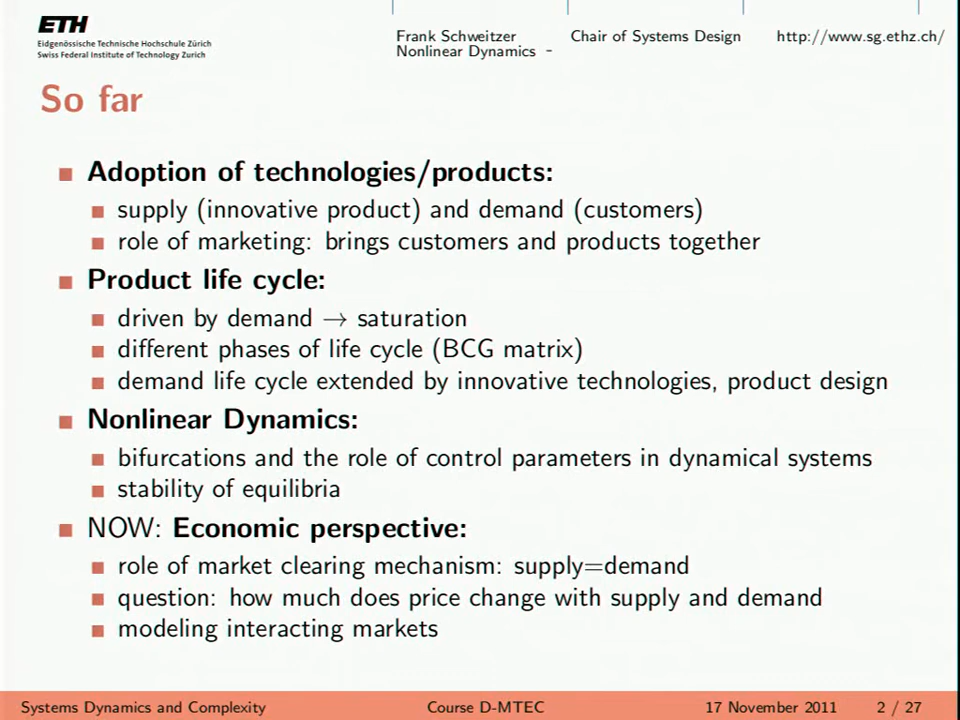 ETH
Eidgenössische Technische Hochschule Zürich
Swiss Federal Institute of Technology Zurich
Frank Schweitzer
Nonlinear Dynamics -
Chair of Systems Design
http://www.sg.ethz.ch/
So far
Adoption of technologies/products:
supply (innovative product) and demand (customers)
role of marketing: brings customers and products together
Product life cycle:
driven by demand → saturation
different phases of life cycle (BCG matrix)
demand life cycle extended by innovative technologies, product design
Nonlinear Dynamics:
bifurcations and the role of control parameters in dynamical systems
stability of equilibria
NOW: Economic perspective:
role of market clearing mechanism: supply=demand
question: how much does price change with supply and demand
modeling interacting markets
Systems Dynamics and Complexity
Course D-MTEC
17 November 2011
2 / 27